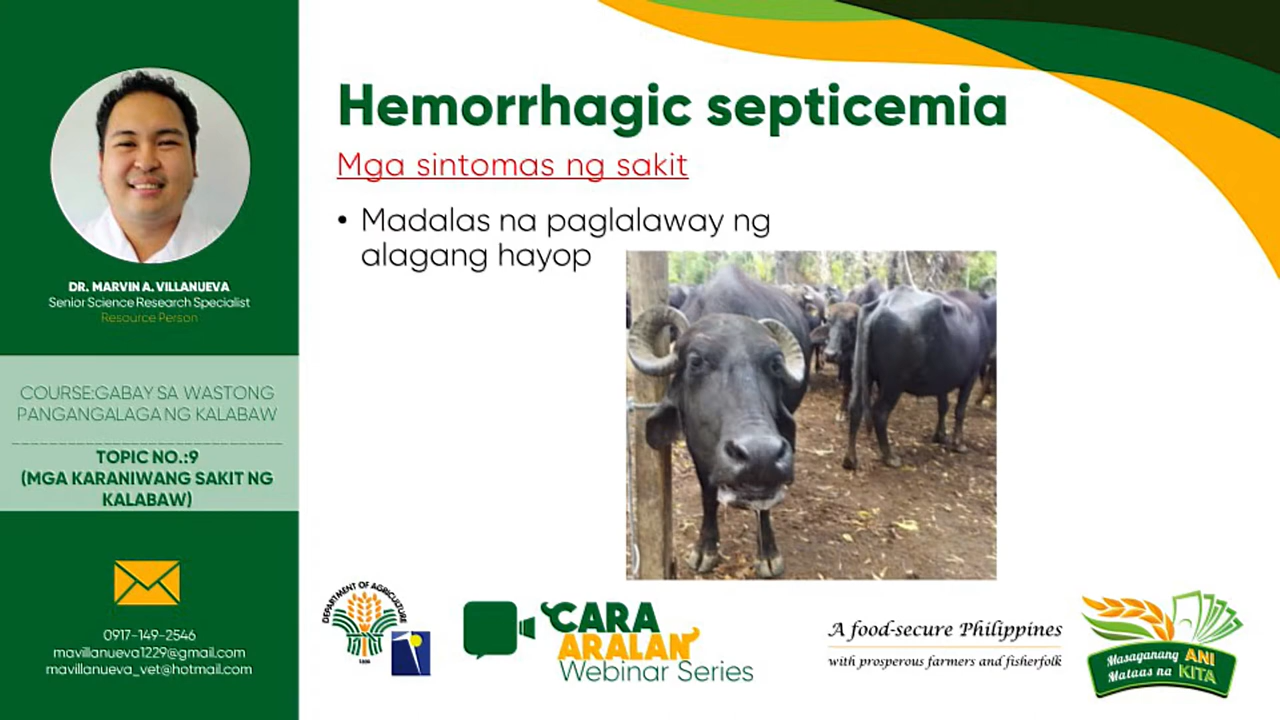 Hemorrhagic septicemia
Mga sintomas ng sakit
• Madalas na paglalaway ng
alagang hayop
DR. MARVIN A. VILLANUEVA
Senior Science Research Specialist
Resource Person
COURSE:GABAY SA WASTONG
PANGANGALAGA NG KALABAW
TOPIC NO.:9
(MGA KARANIWANG SAKIT NG
KALABAW)
0917-149-2546
mavillanueva1229@gmail.com
mavillanueva_vet@hotmail.com
DEPARTMENT OF AGRICULTURE
CARA
ARALAN
Webinar Series
A food-secure Philippines
with prosperous farmers and fisherfolk
Masaganang ANI
Mataas na KITA